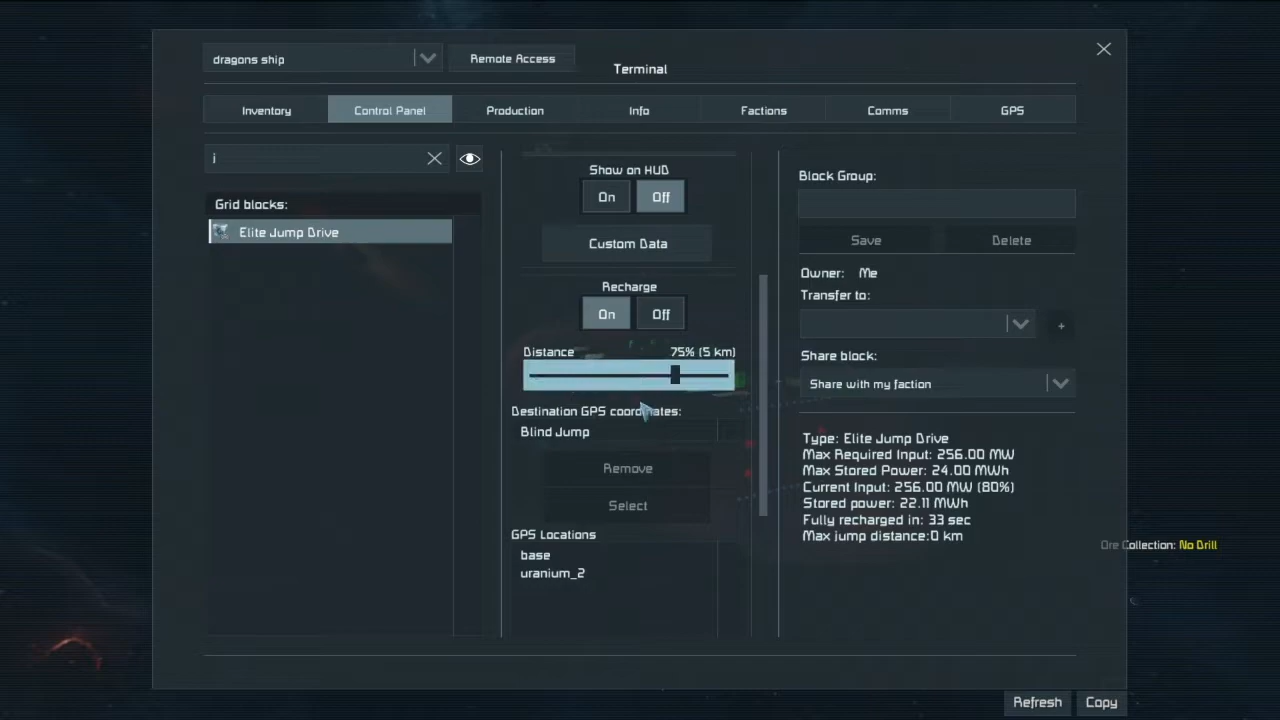 dragons ship
Remote Access
Terminal
Inventory
Control Panel
Production
Info
Factions
Comms
GPS
j
Grid blocks:
Elite Jump Drive
Show on HUD
On
Off
Custom Data
Recharge
On
Off
Distance
75% (5 km)
Destination GPS coordinates:
Blind Jump
Remove
Select
GPS Locations
base
uranium_2
Block Group:
Save
Delete
Owner: Me
Transfer to:
+
Share block:
Share with my faction
Type: Elite Jump Drive
Max Required Input: 256.00 MW
Max Stored Power: 24.00 MWh
Current Input: 256.00 MW (80%)
Stored power: 22.11 MWh
Fully recharged in: 33 sec
Max jump distance:0 km
Ore Collection: No Drill
Refresh
Copy